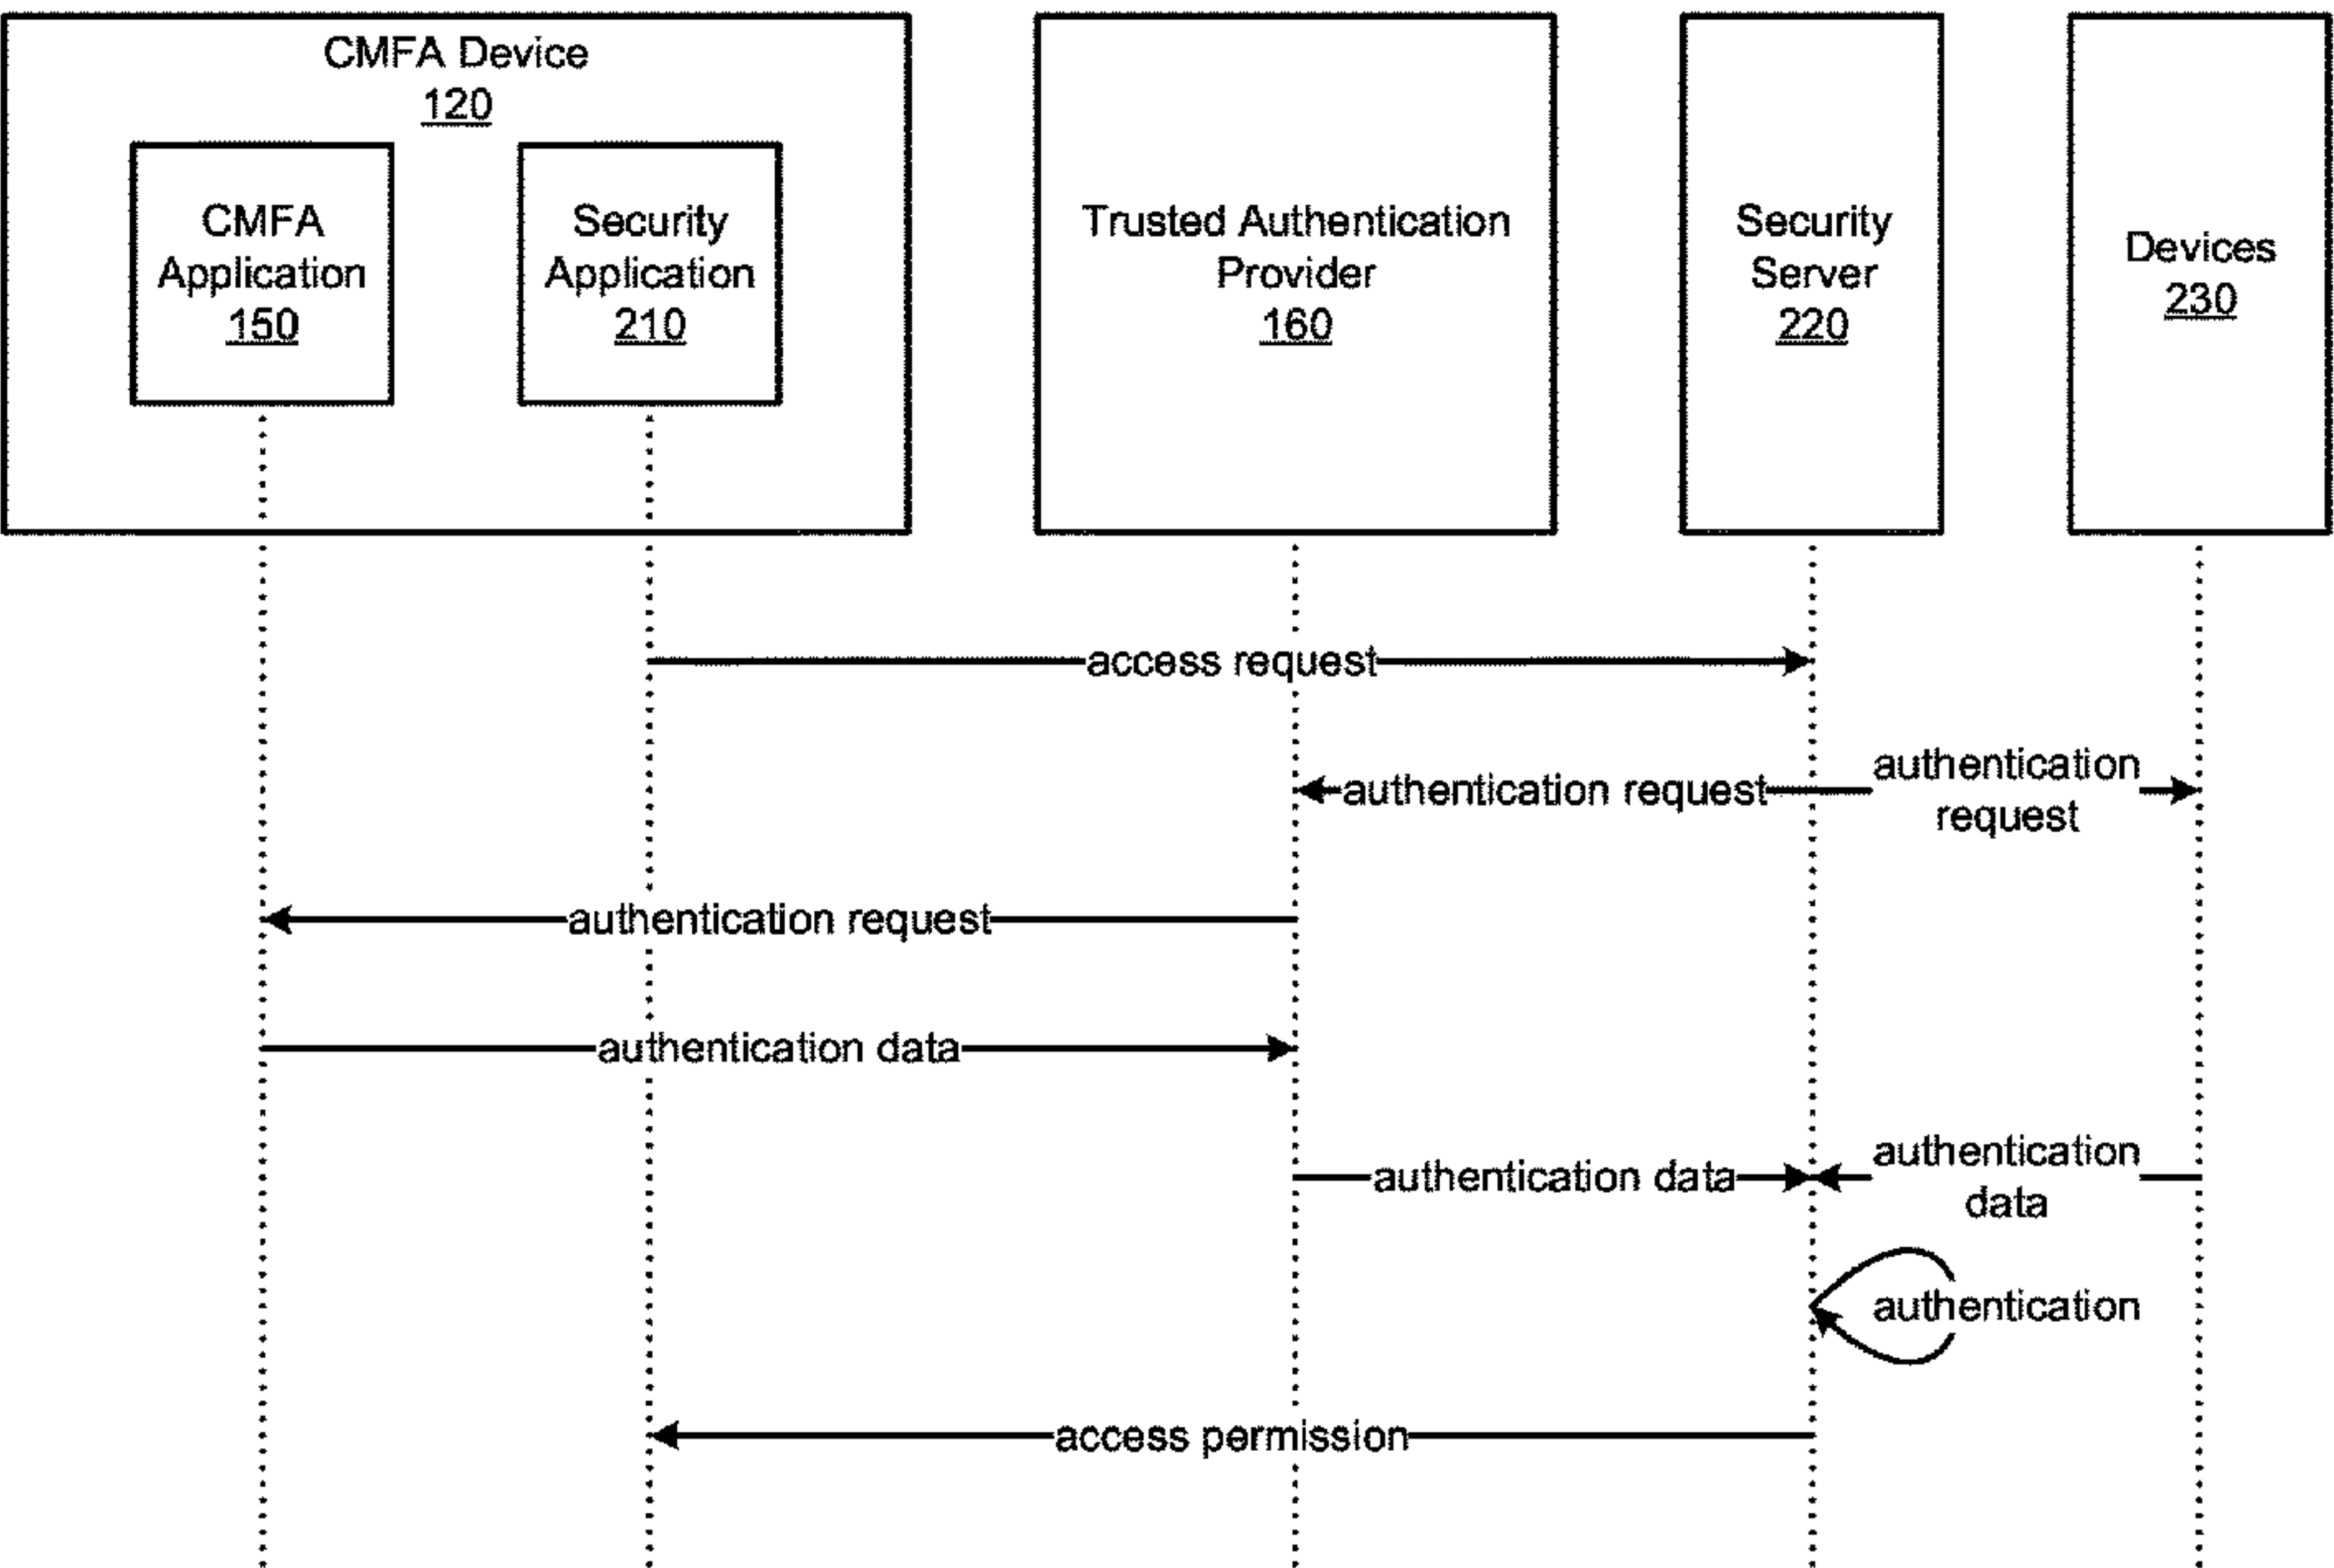 CMFA Device
120
CMFA
Application
150
Security
Application
210
Trusted Authentication
Provider
160
Security
Server
220
Devices
230
access request
authentication request
authentication
request
authentication request
authentication data
authentication data
authentication
data
authentication
access permission